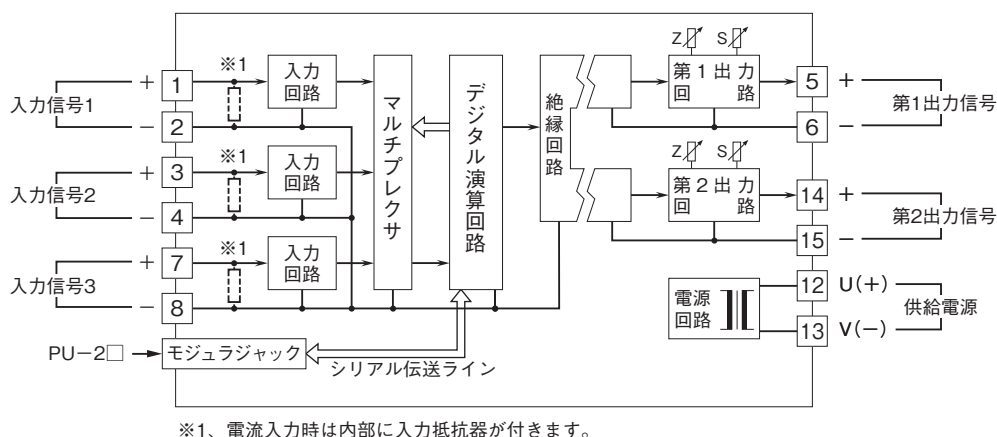 入力信号1
+ 1
− 2
※1
入力
回路
入力信号2
+ 3
− 4
※1
入力
回路
入力信号3
+ 7
− 8
※1
入力
回路
マルチプレクサ
デジタル演算回路
絶縁回路
Z S
第1出力
回路
5 +
6 −
第1出力信号
Z S
第2出力
回路
14 +
15 −
第2出力信号
電源
回路
12 U(+)
13 V(−)
供給電源
PU−2□
モジュラジャック
シリアル伝送ライン
※1、電流入力時は内部に入力抵抗器が付きます。